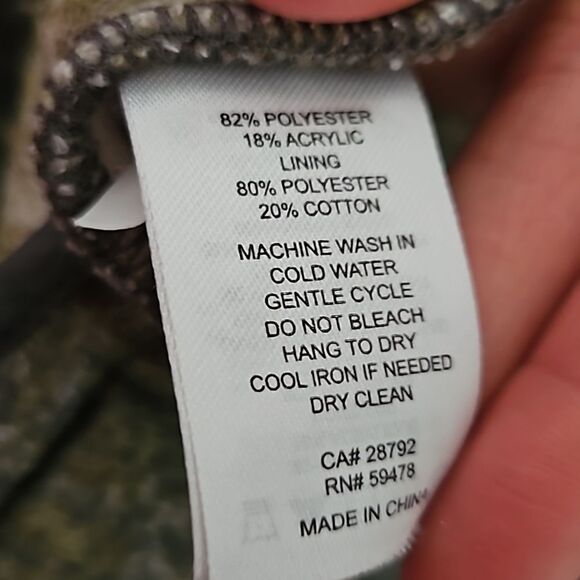 82% POLYESTER
18% ACRYLIC
LINING
80% POLYESTER
20% COTTON
MACHINE WASH IN
COLD WATER
GENTLE CYCLE
DO NOT BLEACH
HANG TO DRY
COOL IRON IF NEEDED
DRY CLEAN
CA# 28792
RN# 59478
MADE IN CHINA